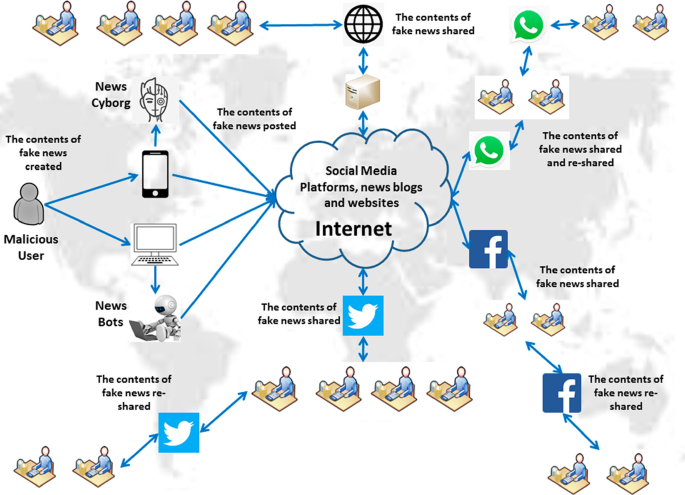 The contents of
fake news shared
News
Cyborg
The contents of
fake news posted
The contents of
fake news shared
and re-shared
The contents of
fake news
created
Social Media
Platforms, news blogs
and websites
Internet
Malicious
User
The contents of
fake news shared
News
Bots
The contents of
fake news shared
The contents of
fake news re-
shared
The contents of
fake news re-
shared